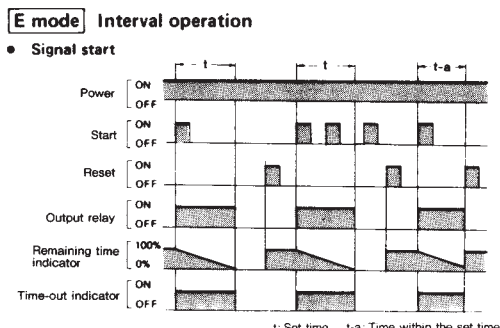 E mode Interval operation
● Signal start
t t t-a
Power ON
OFF
Start ON
OFF
Reset ON
OFF
Output relay ON
OFF
Remaining time indicator 100%
0%
Time-out indicator ON
OFF
t: Set time t-a: Time within the set time